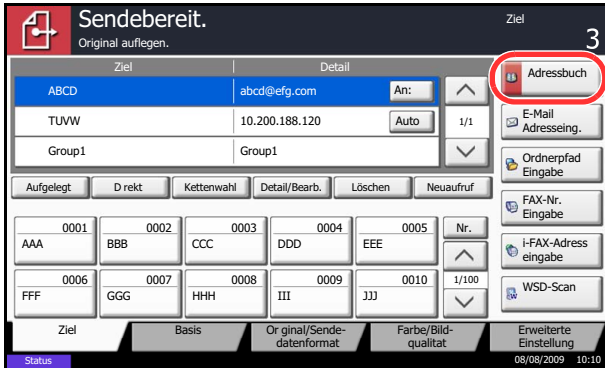 Sendebereit.
Original auflegen.
Ziel
3
Ziel Detail
ABCD abcd@efg.com An:
TUVW 10.200.188.120 Auto 1/1
Group1 Group1
Aufgelegt D rekt Kettenwahl Detail/Bearb. Löschen Neuaufruf
0001 0002 0003 0004 0005 Nr.
AAA BBB CCC DDD EEE
0006 0007 0008 0009 0010 1/100
FFF GGG HHH III JJJ
Adressbuch
E-Mail
Adresseing.
Ordnerpfad
Eingabe
FAX-Nr.
Eingabe
i-FAX-Adress
eingabe
WSD-Scan
Ziel Basis Or ginal/Sende-
datenformat Farbe/Bild-
qualitat Erweiterte
Einstellung
Status 08/08/2009 10:10